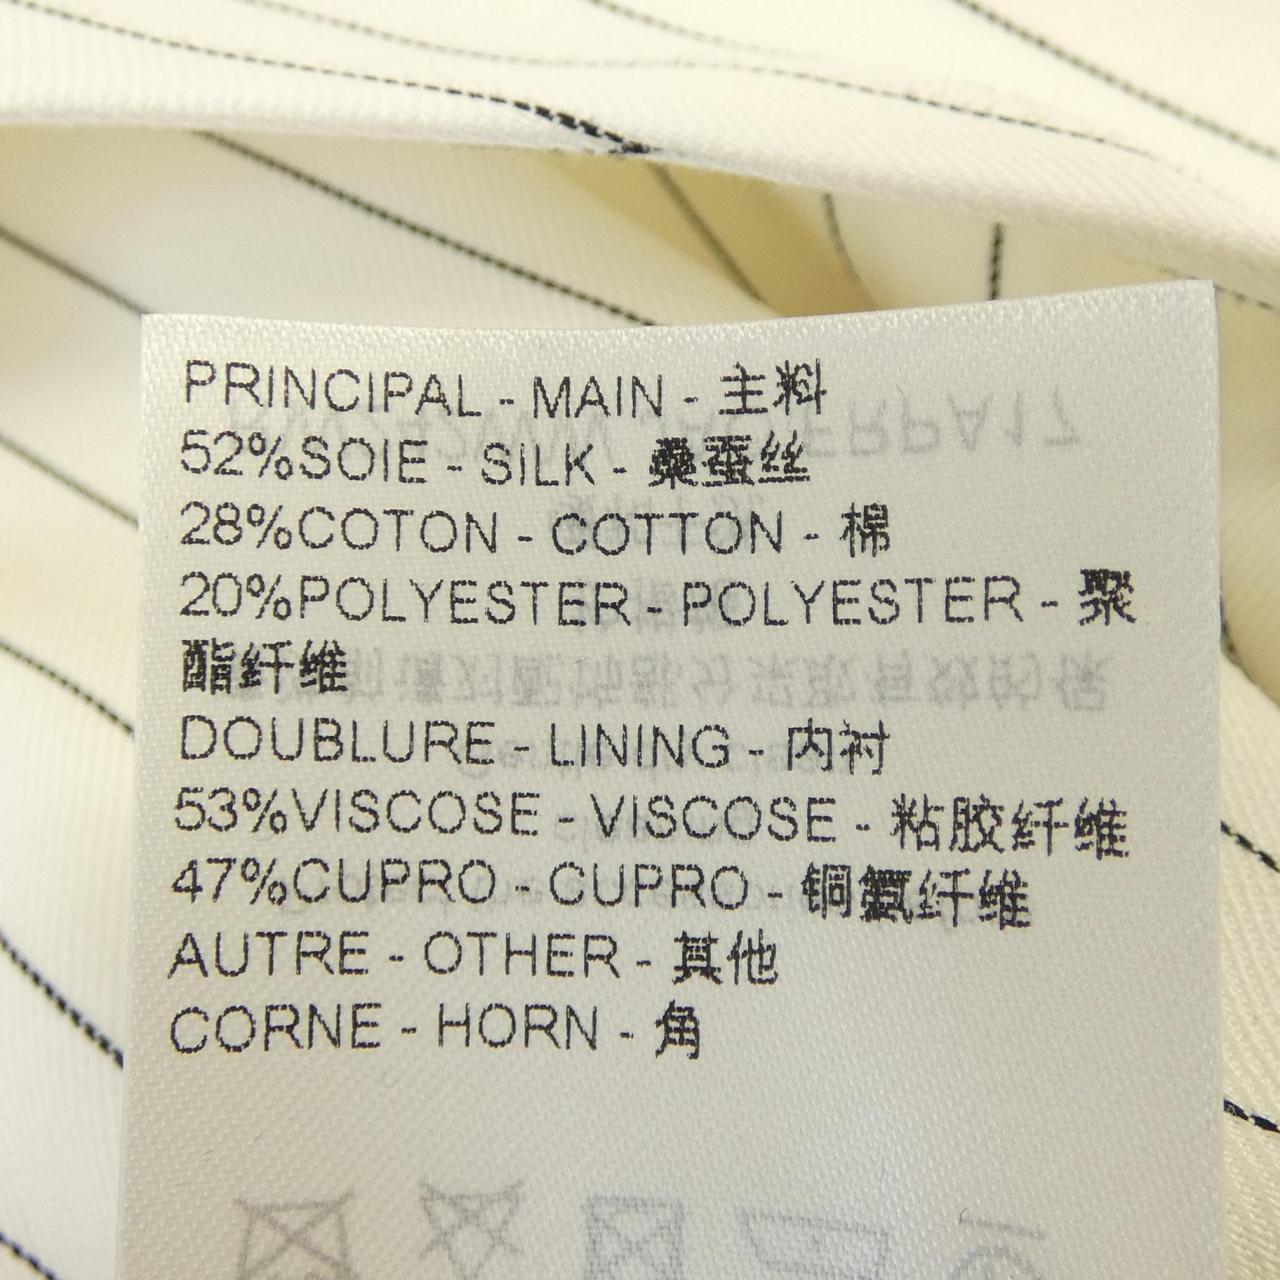 PRINCIPAL - MAIN - 主料
52%SOIE - SILK - 桑蚕丝
28%COTON - COTTON - 棉
20%POLYESTER - POLYESTER - 聚
酯纤维
DOUBLURE - LINING - 内衬
53%VISCOSE - VISCOSE - 粘胶纤维
47%CUPRO - CUPRO - 铜氨纤维
AUTRE - OTHER - 其他
CORNE - HORN - 角